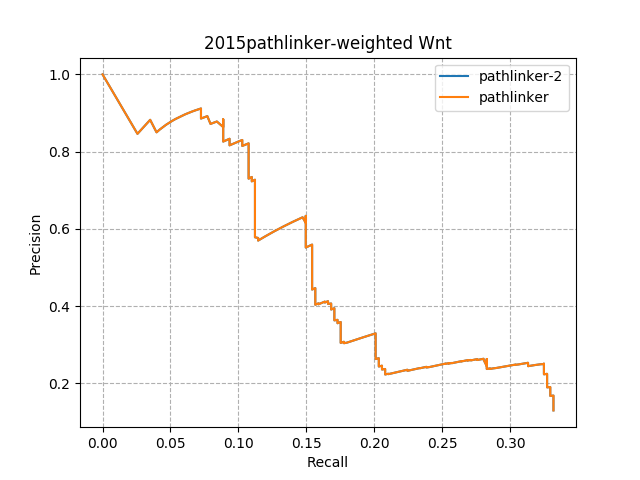 2015pathlinker-weighted Wnt
pathlinker-2
pathlinker
Precision
1.0
0.8
0.6
0.4
0.2
0.00 0.05 0.10 0.15 0.20 0.25 0.30
Recall